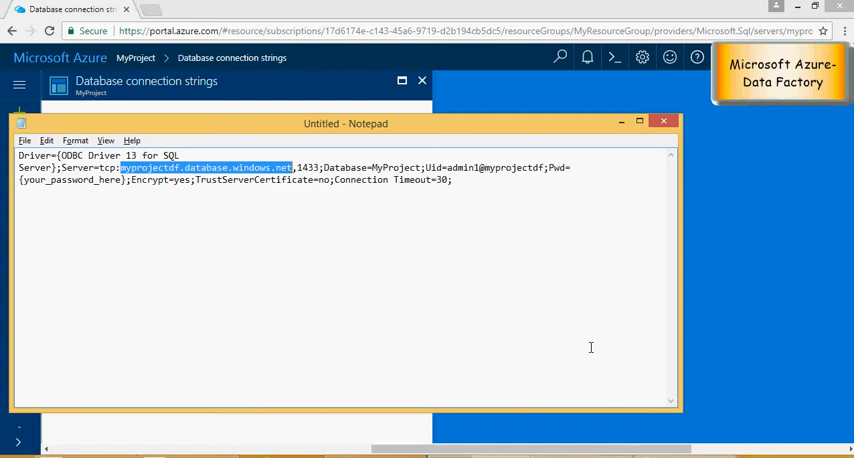 Database connection stri
Secure
https://portal.azure.com/#resource/subscriptions/17d6174e-c143-45a6-9719-d2b194cb5dc5/resourceGroups/MyResourceGroup/providers/Microsoft.Sql/servers/mypro
Microsoft Azure MyProject > Database connection strings
Microsoft Azure-
Data Factory
Database connection strings
MyProject
Untitled - Notepad
File Edit Format View Help
Driver={ODBC Driver 13 for SQL
Server};Server=tcp:myprojectdf.database.windows.net,1433;Database=MyProject;Uid=admin1@myprojectdf;Pwd=
{your_password_here};Encrypt=yes;TrustServerCertificate=no;Connection Timeout=30;